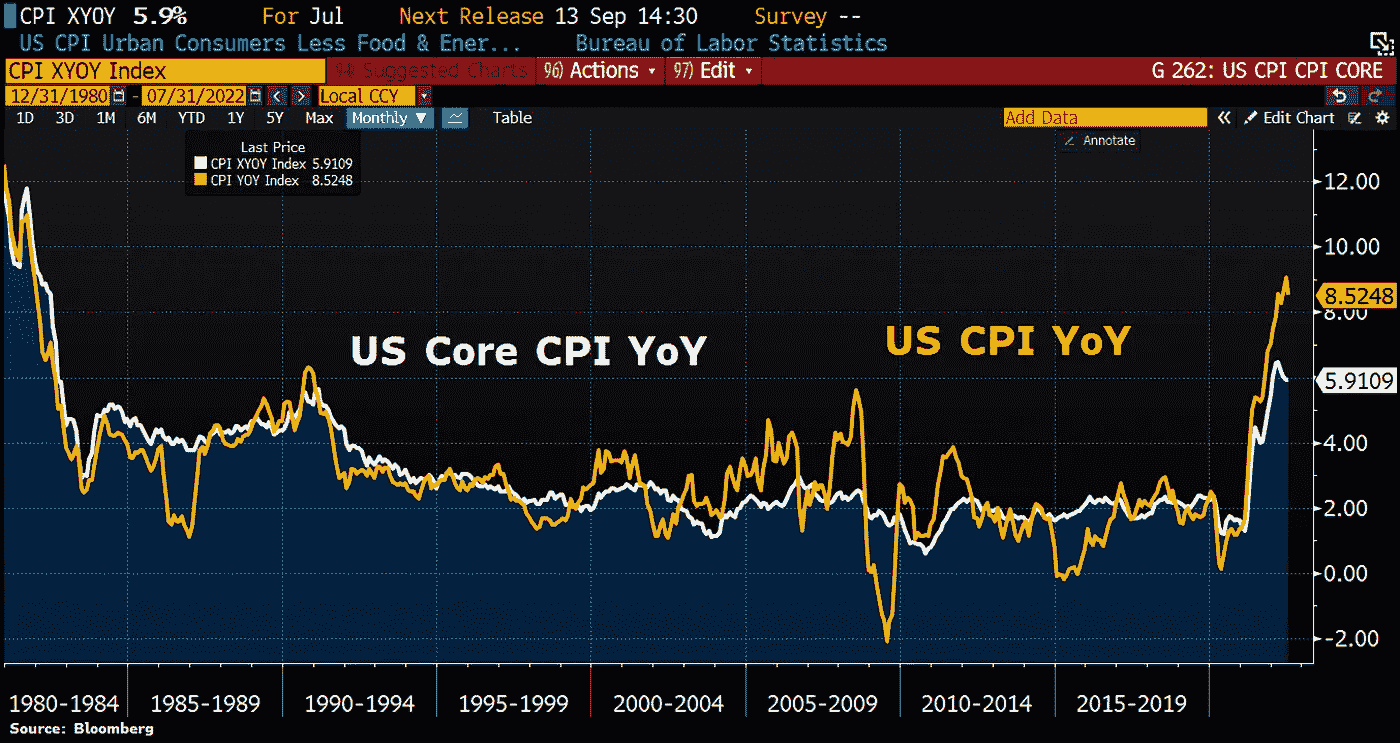 CPI XYOY 5.9% For Jul Next Release 13 Sep 14:30 Survey --
US CPI Urban Consumers Less Food & Ener... Bureau of Labor Statistics
CPI XYOY Index 94 Suggested Charts 96) Actions 97) Edit G 262: US CPI CPI CORE
12/31/1980 - 07/31/2022 Local CCY
1D 3D 1M 6M YTD 1Y 5Y Max Monthly ▼ Table Add Data Edit Chart
Annotate
Last Price
CPI XYOY Index 5.9109
CPI YOY Index 8.5248
12.00
10.00
8.5248
8.00
US Core CPI YoY
US CPI YoY
5.9109
4.00
2.00
0.00
-2.00
1980-1984 1985-1989 1990-1994 1995-1999 2000-2004 2005-2009 2010-2014 2015-2019
Source: Bloomberg